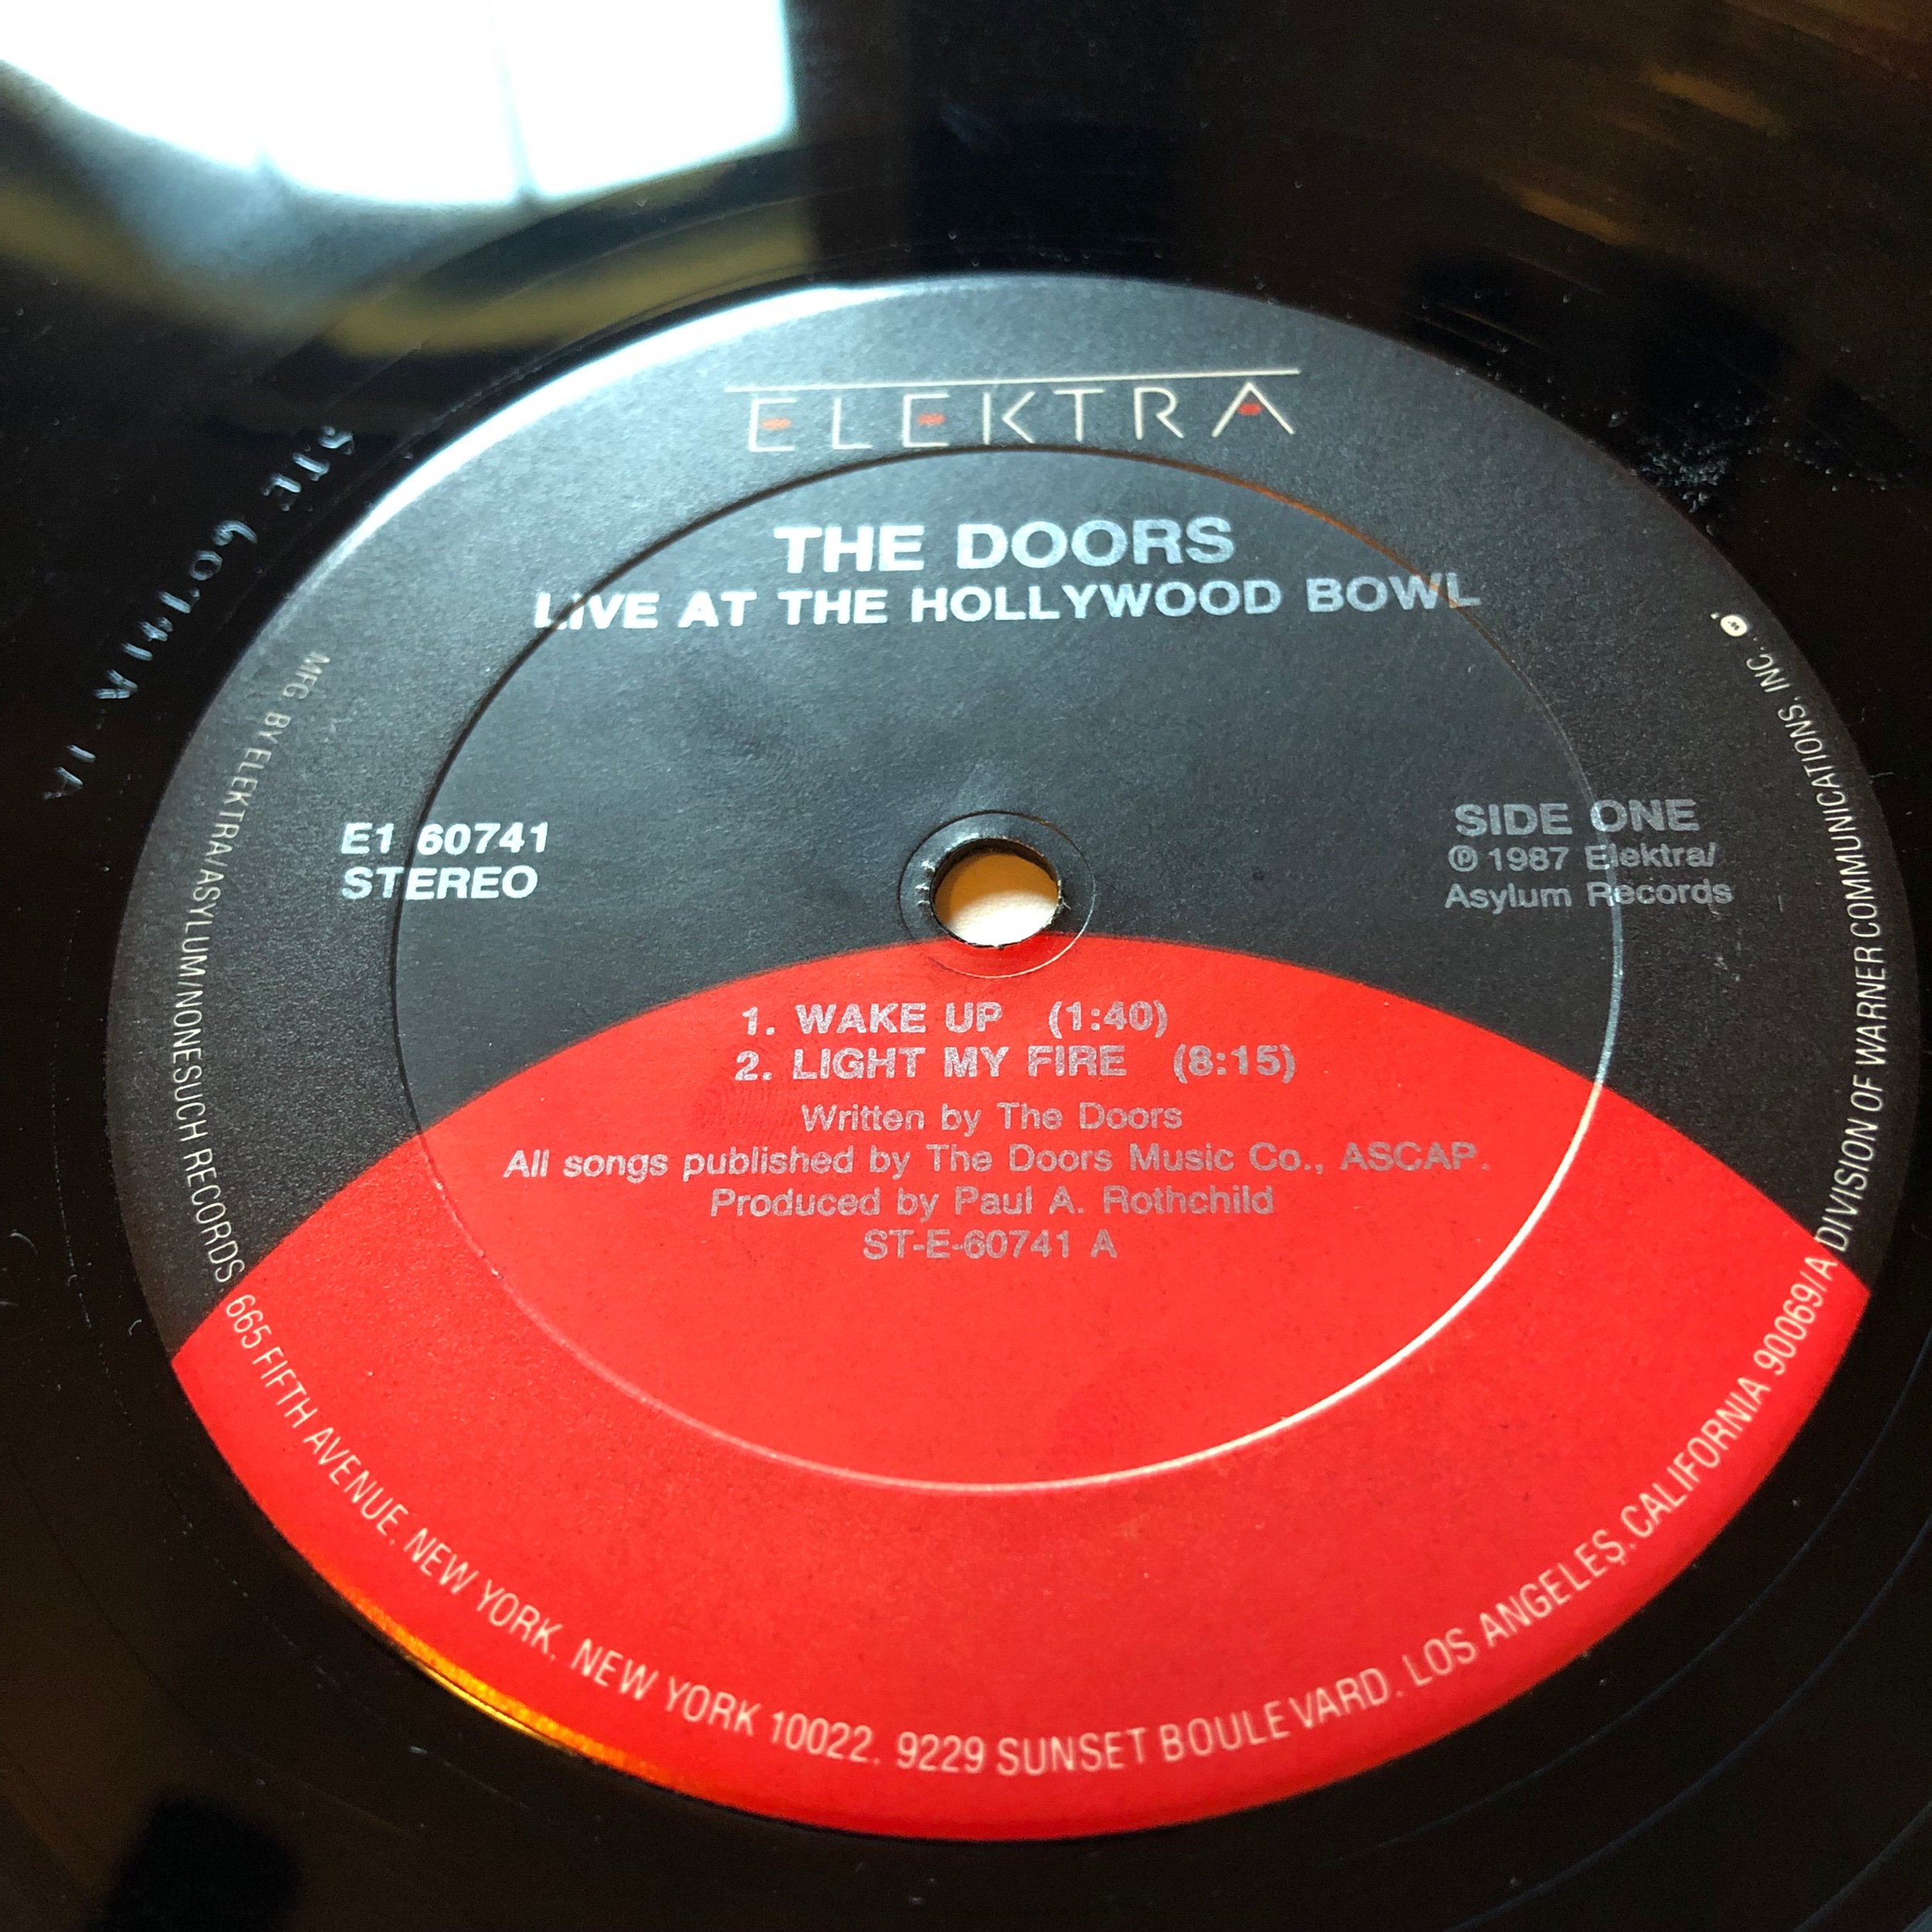 ELEKTRA
THE DOORS
LIVE AT THE HOLLYWOOD BOWL
E1 60741
STEREO
SIDE ONE
℗ 1987 Elektra/
Asylum Records
1. WAKE UP (1:40)
2. LIGHT MY FIRE (8:15)
Written by The Doors
All songs published by The Doors Music Co., ASCAP.
Produced by Paul A. Rothchild
ST-E-60741 A
MFG. BY ELEKTRA/ASYLUM/NONESUCH RECORDS 665 FIFTH AVENUE, NEW YORK, NEW YORK 10022. 9229 SUNSET BOULEVARD, LOS ANGELES, CALIFORNIA 90069/A DIVISION OF WARNER COMMUNICATIONS, INC.